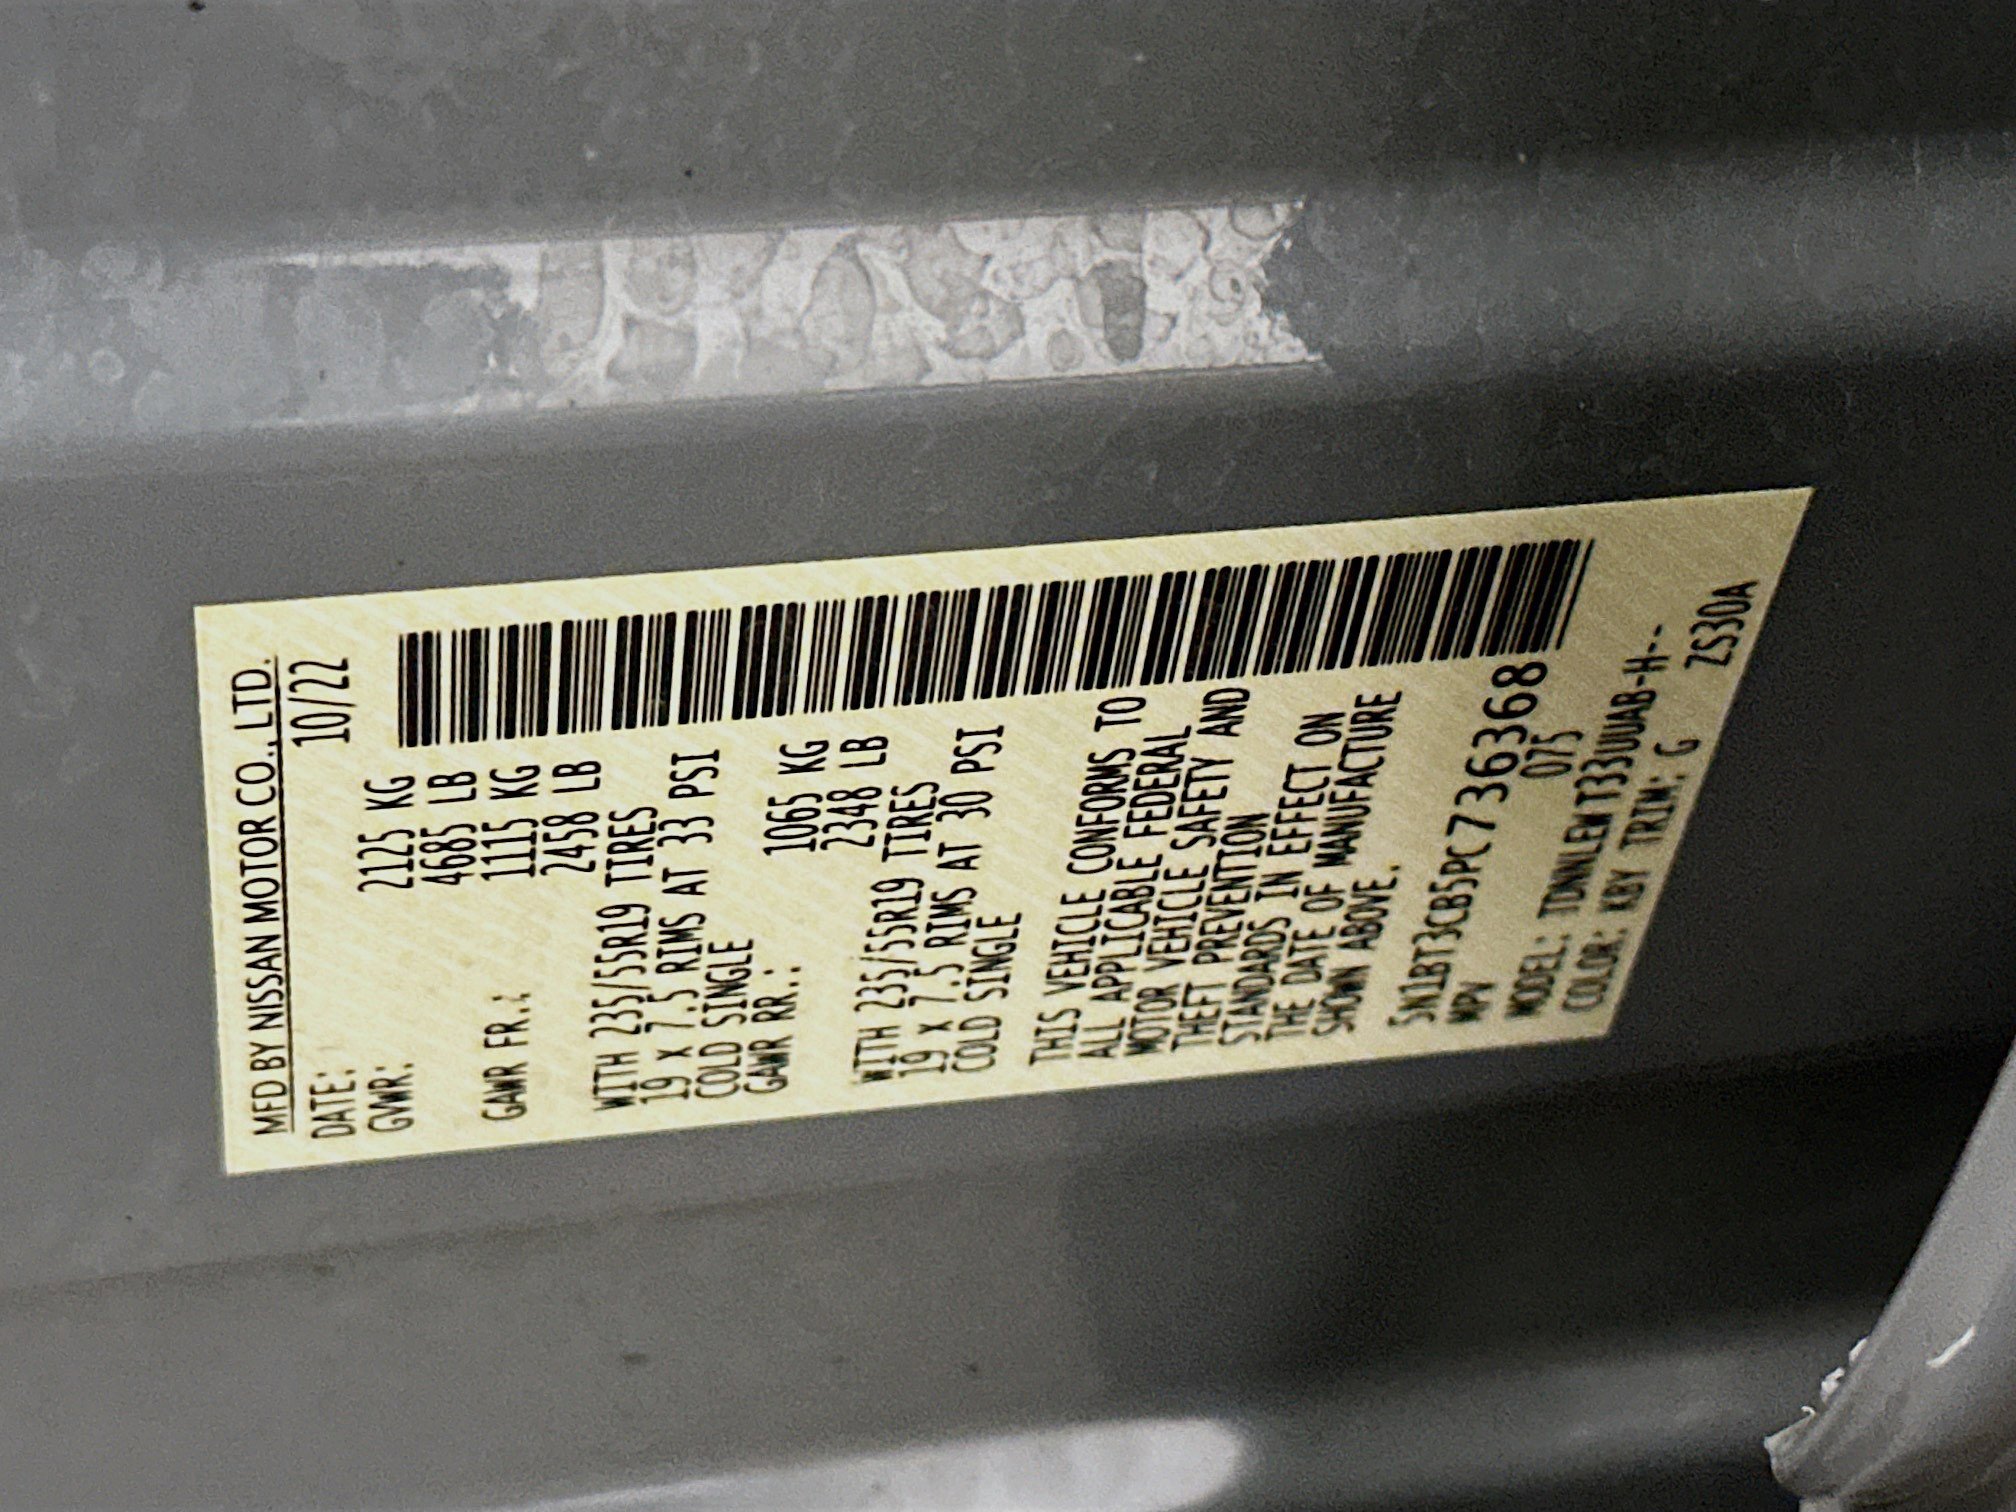 MFD BY NISSAN MOTOR CO., LTD.
DATE: 10/22
GVWR: 2125 KG
4685 LB
GAWR FR.: 1115 KG
2458 LB
WITH 235/55R19 TIRES
19 X 7.5 RIMS AT 33 PSI
COLD SINGLE
GAWR RR.: 1065 KG
2348 LB
WITH 235/55R19 TIRES
19 X 7.5 RIMS AT 30 PSI
COLD SINGLE
THIS VEHICLE CONFORMS TO
ALL APPLICABLE FEDERAL
MOTOR VEHICLE SAFETY AND
THEFT PREVENTION
STANDARDS IN EFFECT ON
THE DATE OF MANUFACTURE
SHOWN ABOVE.
5N1BT3CB5PC736368
MPV 075
MODEL: TDNNLEWT33UUAB-H--
COLOR: KBY TRIM: G ZS30A